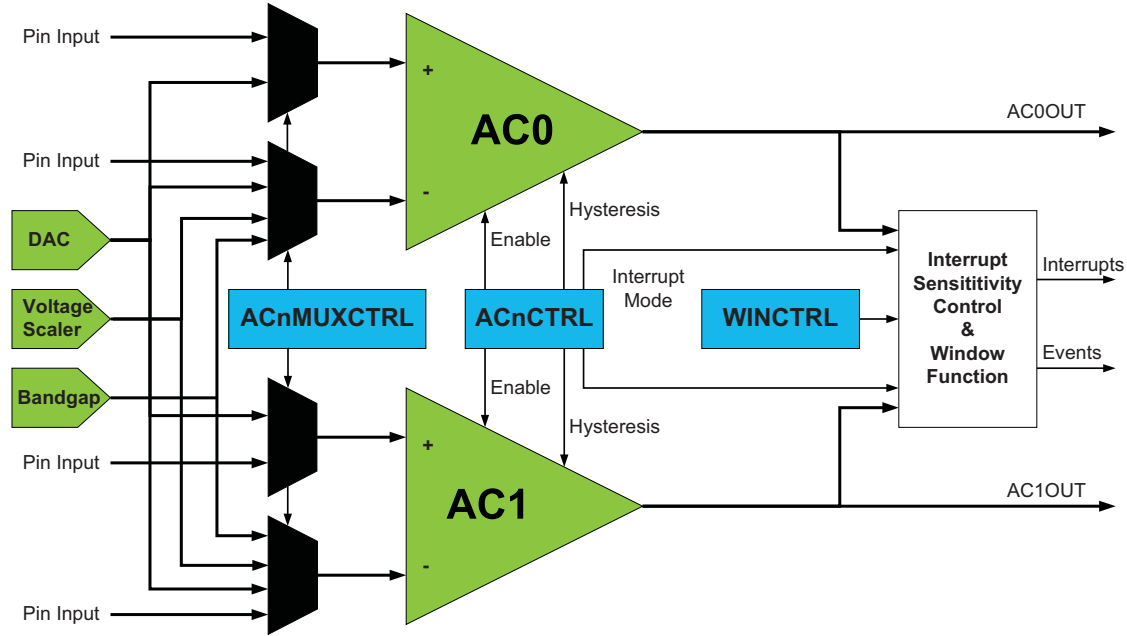 Pin Input
+
AC0
AC0OUT
Pin Input
-
Hysteresis
DAC
Enable
Voltage
Scaler
ACnMUXCTRL
ACnCTRL
Interrupt
Mode
WINCTRL
Interrupt
Sensititivity
Control
&
Window
Function
Interrupts
Events
Bandgap
Enable
Hysteresis
Pin Input
+
AC1
AC1OUT
-
Pin Input